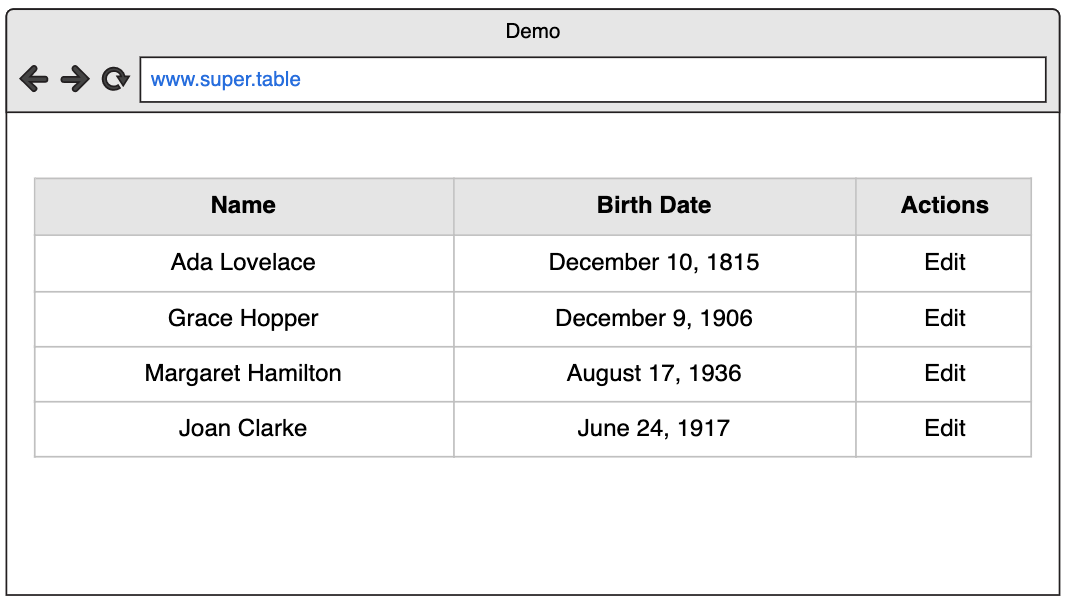 Demo
www.super.table
Name Birth Date Actions
Ada Lovelace December 10, 1815 Edit
Grace Hopper December 9, 1906 Edit
Margaret Hamilton August 17, 1936 Edit
Joan Clarke June 24, 1917 Edit